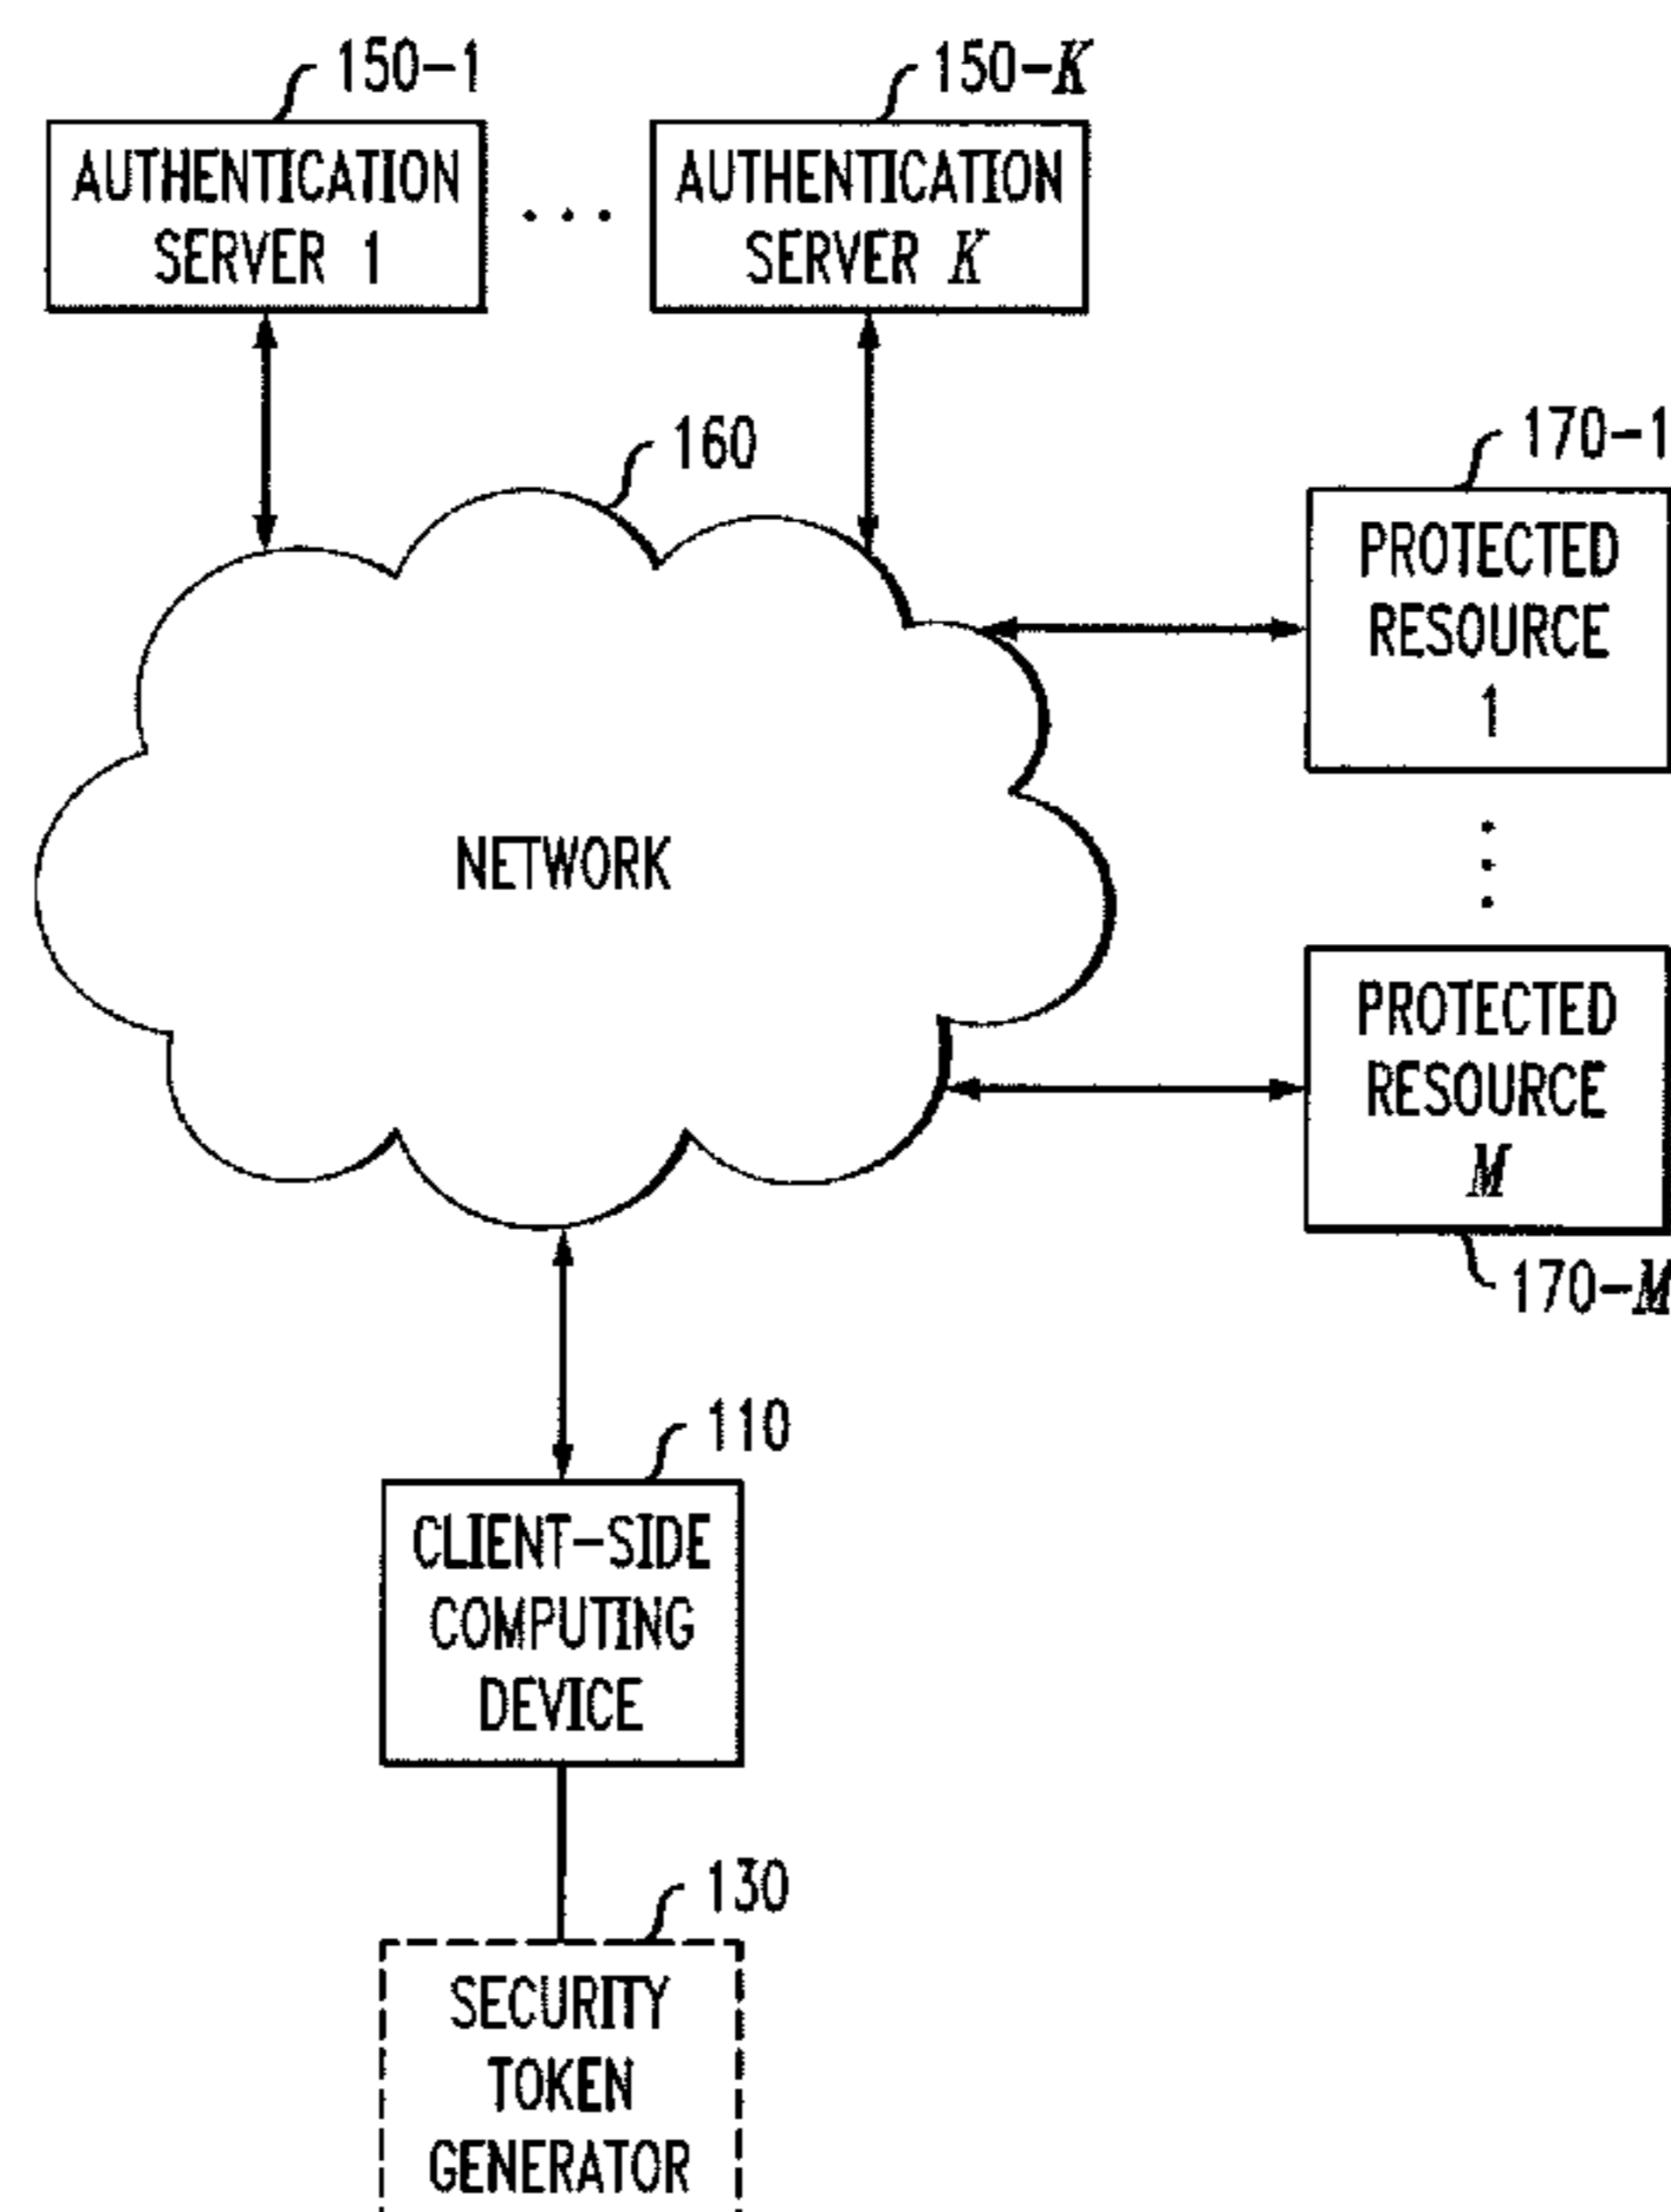 150-1
150-K
AUTHENTICATION
SERVER 1
. . .
AUTHENTICATION
SERVER K
160
170-1
PROTECTED
RESOURCE
1
NETWORK
PROTECTED
RESOURCE
M
170-M
110
CLIENT-SIDE
COMPUTING
DEVICE
130
SECURITY
TOKEN
GENERATOR